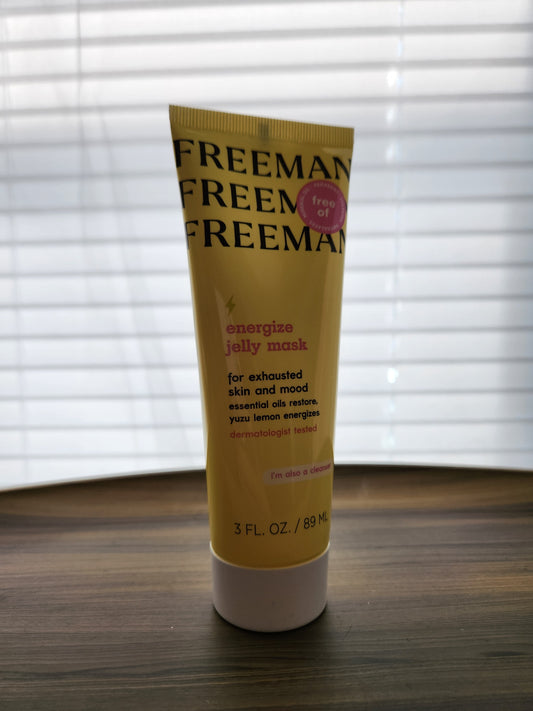 FREEMAN
FREEM
free
of
FREEMAN
energize
jelly mask
for exhausted
skin and mood
essential oils restore,
yuzu lemon energizes
dermatologist tested
I'm also a cleanser
3 FL. OZ. / 89 ML